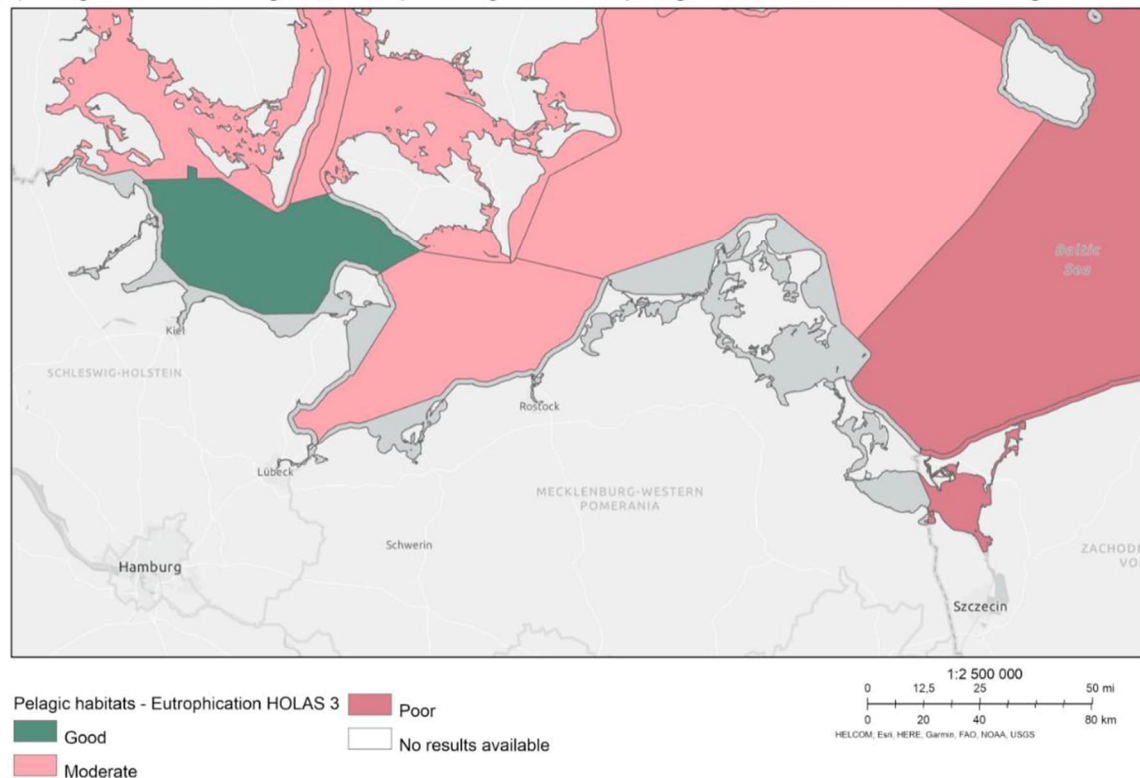 Baltic
Sea
Kiel
SCHLESWIG-HOLSTEIN
Rostock
Lübeck
MECKLENBURG-WESTERN
POMERANIA
Schwerin
Hamburg
ZACHODN
VO
Szczecin
Pelagic habitats - Eutrophication HOLAS 3
Good
Moderate
Poor
No results available
1:2 500 000
0 12,5 25 50 mi
0 20 40 80 km
HELCOM, Esri, HERE, Garmin, FAO, NOAA, USGS